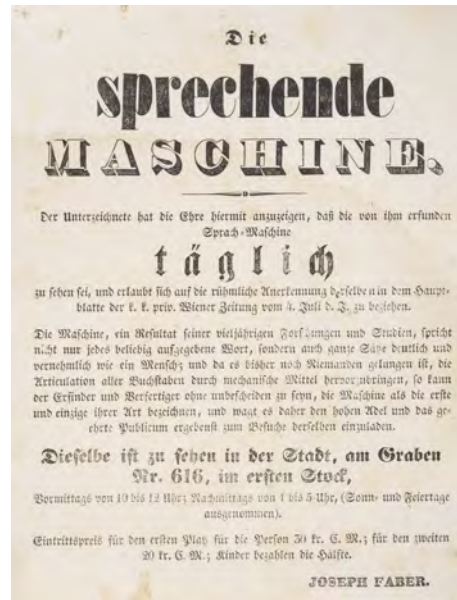 Die
sprechende
MASCHINE.
Der Unterzeichnete hat die Ehre hiermit anzuzeigen, daß die von ihm erfunden
Sprach-Maschine
täglich
zu sehen sei, und erlaubt sich auf die rühmliche Anerkennung derselben in dem Haupt-
blatte der k. k. priv. Wiener Zeitung vom 4. Juli d. J. zu beziehen.
Die Maschine, ein Resultat seiner vieljährigen Forschungen und Studien, spricht
nicht nur jedes beliebig aufgegebene Wort, sondern auch ganze Sätze deutlich und
vernehmlich wie ein Mensch; und da es bisher noch Niemanden gelungen ist, die
Articulation aller Buchstaben durch mechanische Mittel hervorzubringen, so kann
der Erfinder und Verfertiger ohne unbescheiden zu seyn, die Maschine als die erste
und einzige ihrer Art bezeichnen, und wagt es daher den hohen Adel und das ge-
ehrte Publicum ergebenst zum Besuche derselben einzuladen.
Dieselbe ist zu sehen in der Stadt, am Graben
Nr. 616, im ersten Stock,
Vormittags von 10 bis 12 Uhr; Nachmittags von 1 bis 5 Uhr, (Sonn- und Feiertage
ausgenommen).
Eintrittspreis für den ersten Platz für die Person 30 kr. C. M.; für den zweiten
20 kr. C. M.; Kinder bezahlen die Hälfte.
JOSEPH FABER.